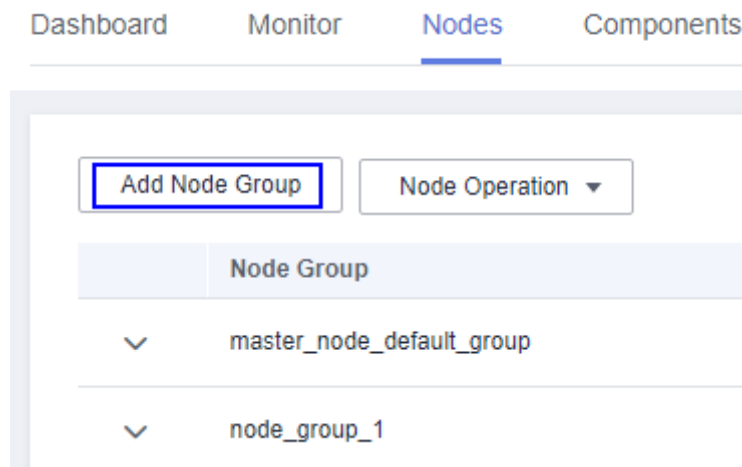 Dashboard Monitor Nodes Components
Add Node Group Node Operation
Node Group
master_node_default_group
node_group_1